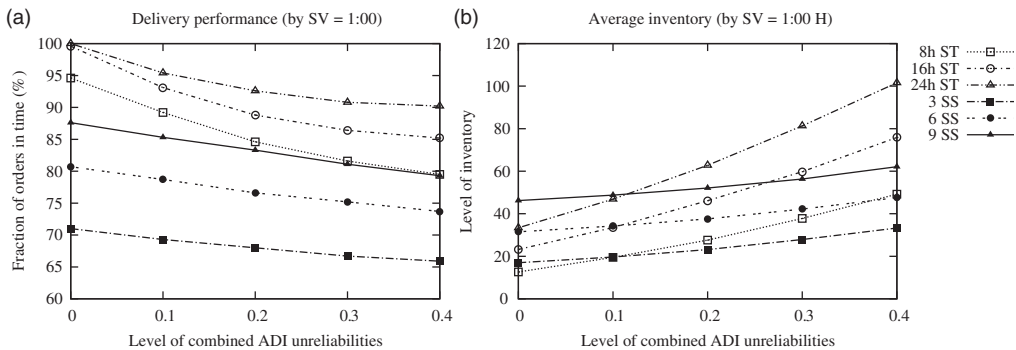 (a) Delivery performance (by SV = 1:00)
Fraction of orders in time (%)
100
95
90
85
80
75
70
65
60
0 0.1 0.2 0.3 0.4
Level of combined ADI unreliabilities
(b) Average inventory (by SV = 1:00 H)
Level of inventory
120
100
80
60
40
20
0
0 0.1 0.2 0.3 0.4
Level of combined ADI unreliabilities
8h ST
16h ST
24h ST
3 SS
6 SS
9 SS